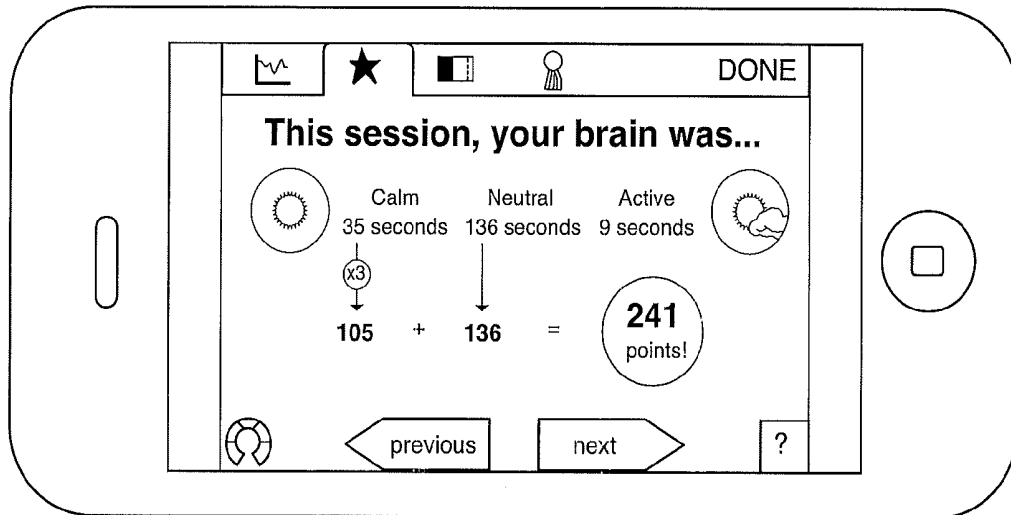 DONE
This session, your brain was...
Calm Neutral Active
35 seconds 136 seconds 9 seconds
x3
105 + 136 = 241
points!
previous next ?